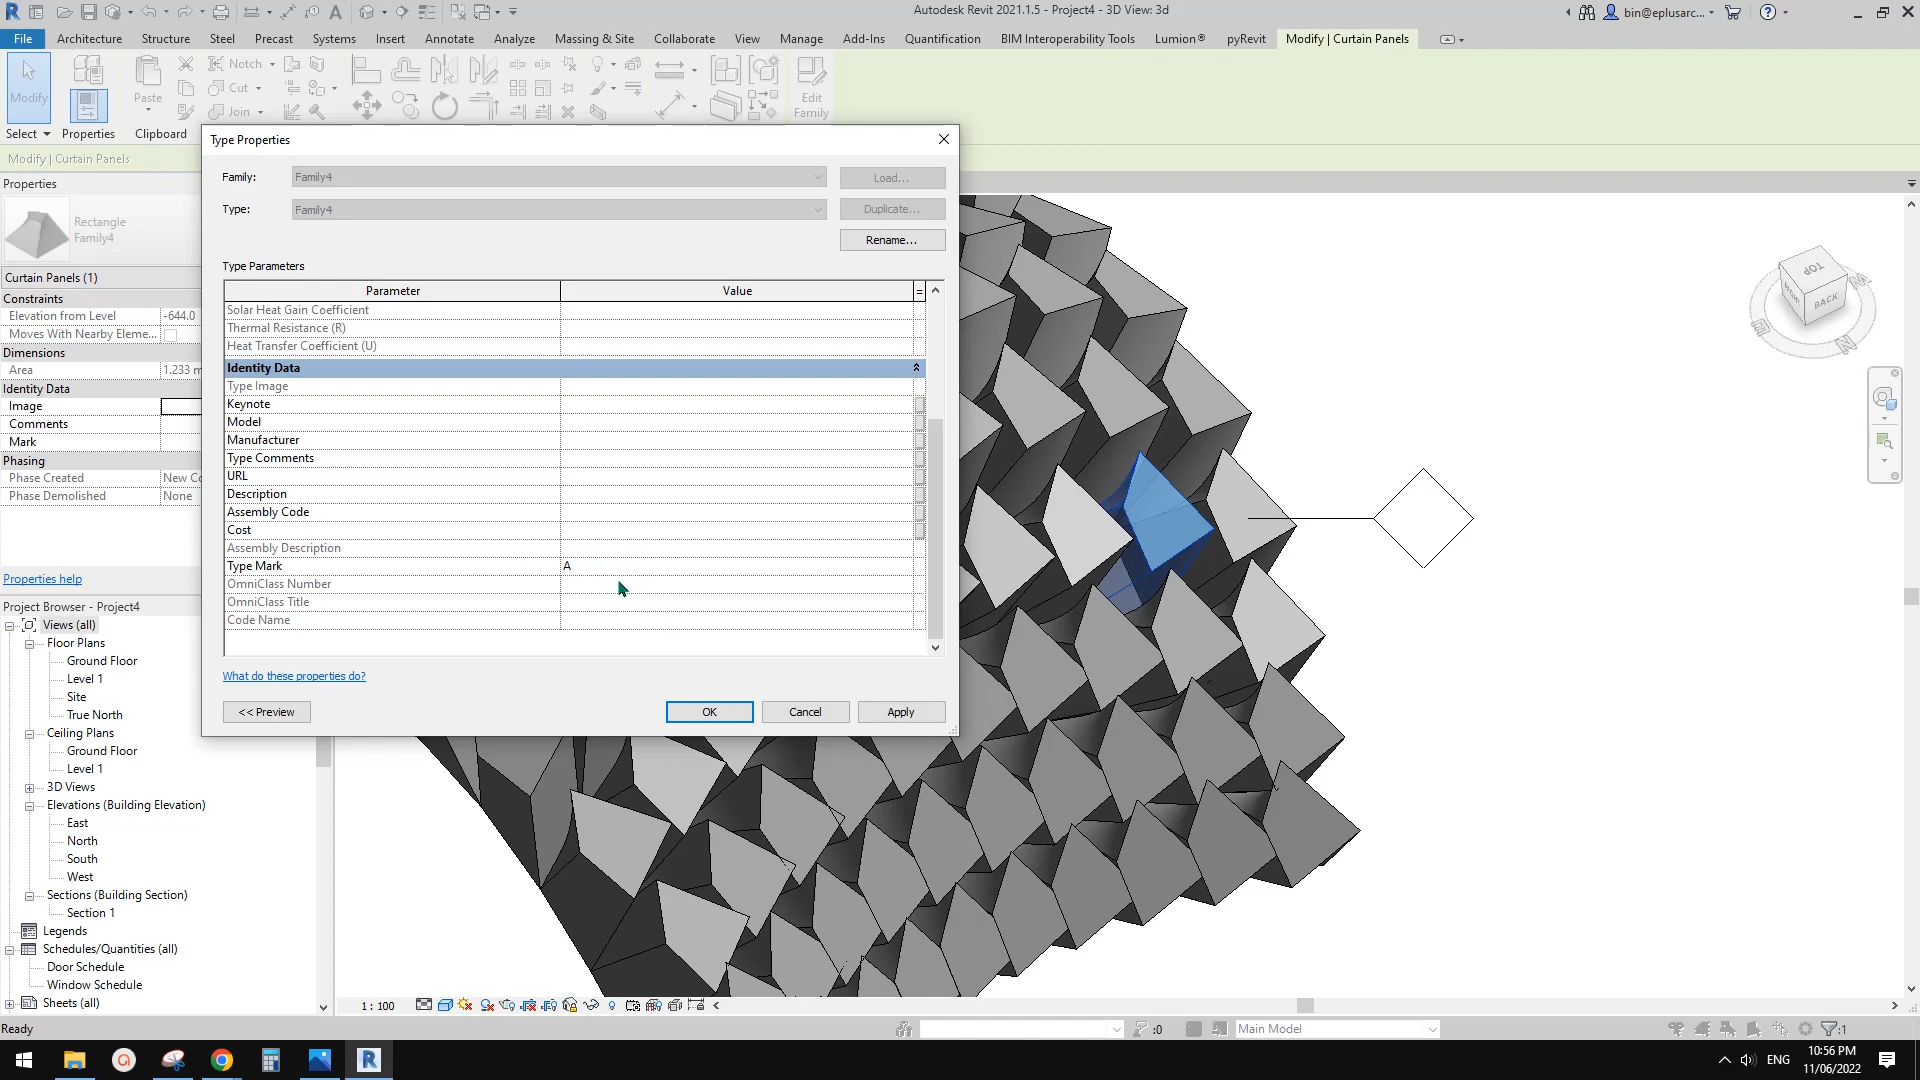 Autodesk Revit 2021.1.5 - Project4 - 3D View: 3d
bin@eplusarc...
File Architecture Structure Steel Precast Systems Insert Annotate Analyze Massing & Site Collaborate View Manage Add-Ins Quantification BIM Interoperability Tools Lumion® pyRevit Modify | Curtain Panels
Modify Paste Notch Cut Join Edit Family
Select Properties Clipboard
Modify | Curtain Panels
Properties
Rectangle
Family4
Curtain Panels (1)
Constraints
Elevation from Level -644.0
Moves With Nearby Eleme...
Dimensions
Area 1.233 m
Identity Data
Image
Comments
Mark
Phasing
Phase Created New Co
Phase Demolished None
Properties help
Project Browser - Project4
Views (all)
Floor Plans
Ground Floor
Level 1
Site
True North
Ceiling Plans
Ground Floor
Level 1
3D Views
Elevations (Building Elevation)
East
North
South
West
Sections (Building Section)
Section 1
Legends
Schedules/Quantities (all)
Door Schedule
Window Schedule
Sheets (all)
Type Properties
Family: Family4 Load...
Type: Family4 Duplicate...
Rename...
Type Parameters
Parameter Value =
Solar Heat Gain Coefficient
Thermal Resistance (R)
Heat Transfer Coefficient (U)
Identity Data
Type Image
Keynote
Model
Manufacturer
Type Comments
URL
Description
Assembly Code
Cost
Assembly Description
Type Mark A
OmniClass Number
OmniClass Title
Code Name
What do these properties do?
<< Preview OK Cancel Apply
TOP
BACK
1 : 100
Ready
:0
Main Model
:1
ENG
10:56 PM
11/06/2022